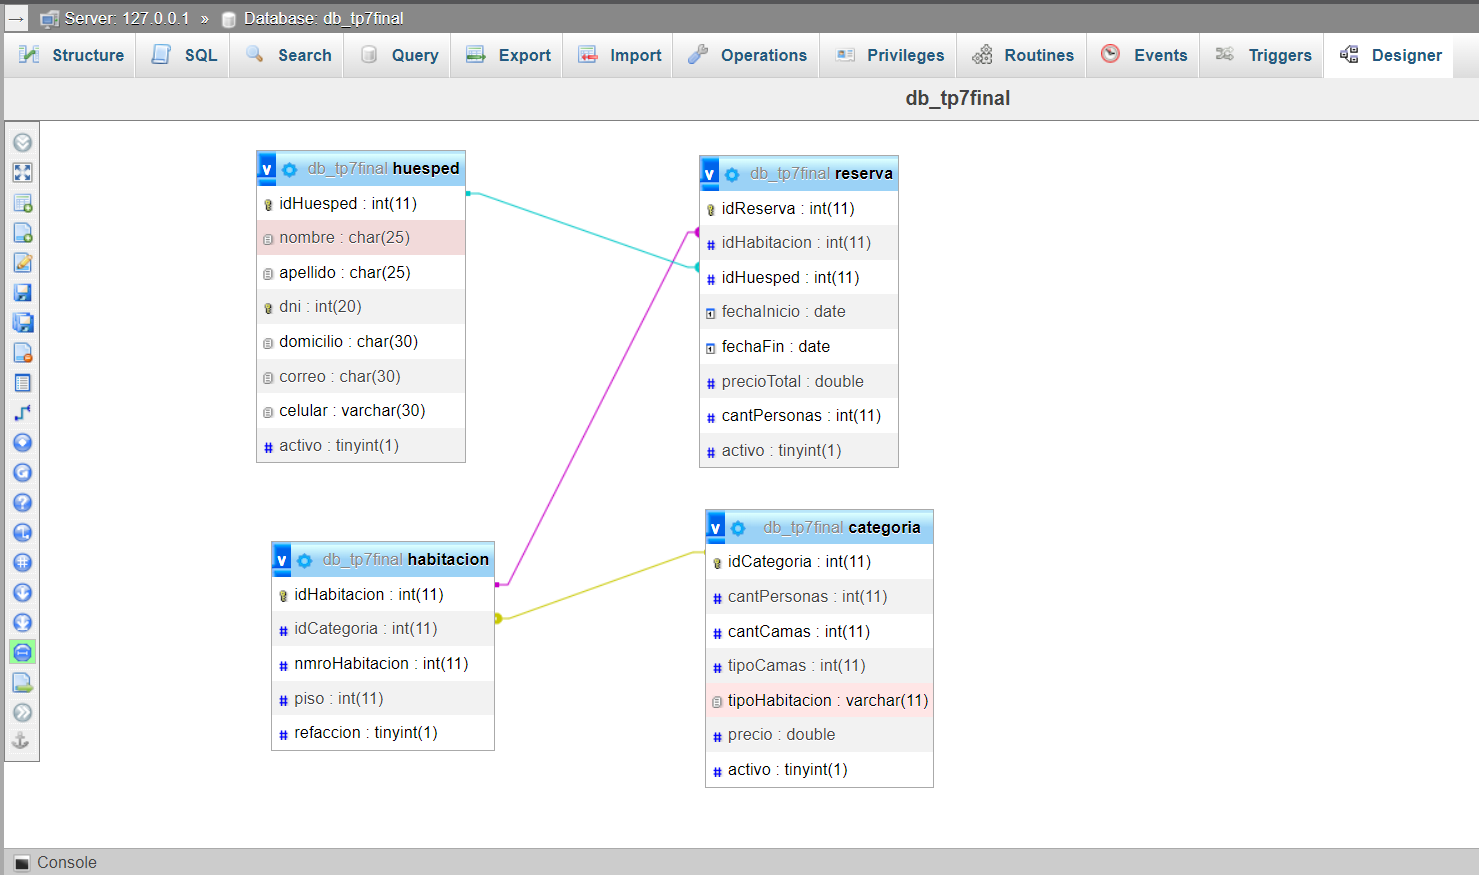 Server: 127.0.0.1 » Database: db_tp7final
Structure SQL Search Query Export Import Operations Privileges Routines Events Triggers Designer
db_tp7final
v db_tp7final huesped
idHuesped : int(11)
nombre : char(25)
apellido : char(25)
dni : int(20)
domicilio : char(30)
correo : char(30)
celular : varchar(30)
# activo : tinyint(1)
v db_tp7final reserva
idReserva : int(11)
# idHabitacion : int(11)
# idHuesped : int(11)
fechaInicio : date
fechaFin : date
# precioTotal : double
# cantPersonas : int(11)
# activo : tinyint(1)
v db_tp7final habitacion
idHabitacion : int(11)
# idCategoria : int(11)
# nmroHabitacion : int(11)
# piso : int(11)
# refaccion : tinyint(1)
v db_tp7final categoria
idCategoria : int(11)
# cantPersonas : int(11)
# cantCamas : int(11)
# tipoCamas : int(11)
tipoHabitacion : varchar(11)
# precio : double
# activo : tinyint(1)
Console